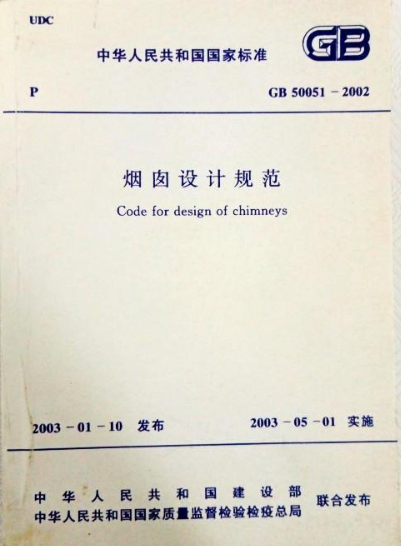 UDC
中华人民共和国国家标准 GB
P GB 50051－2002
烟囱设计规范
Code for design of chimneys
2003－01－10 发布 2003－05－01 实施
中华人民共和国建设部
中华人民共和国国家质量监督检验检疫总局 联合发布